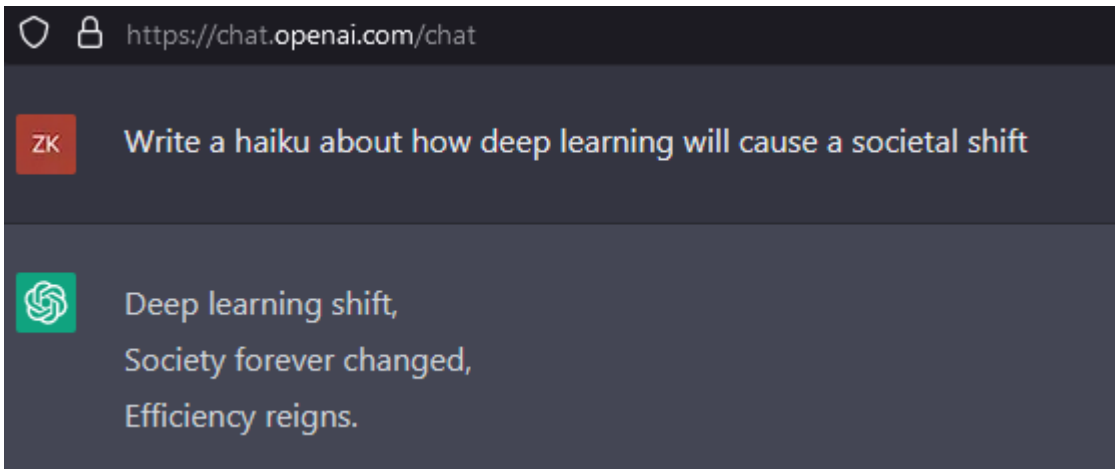 https://chat.openai.com/chat
ZK
Write a haiku about how deep learning will cause a societal shift
Deep learning shift,
Society forever changed,
Efficiency reigns.